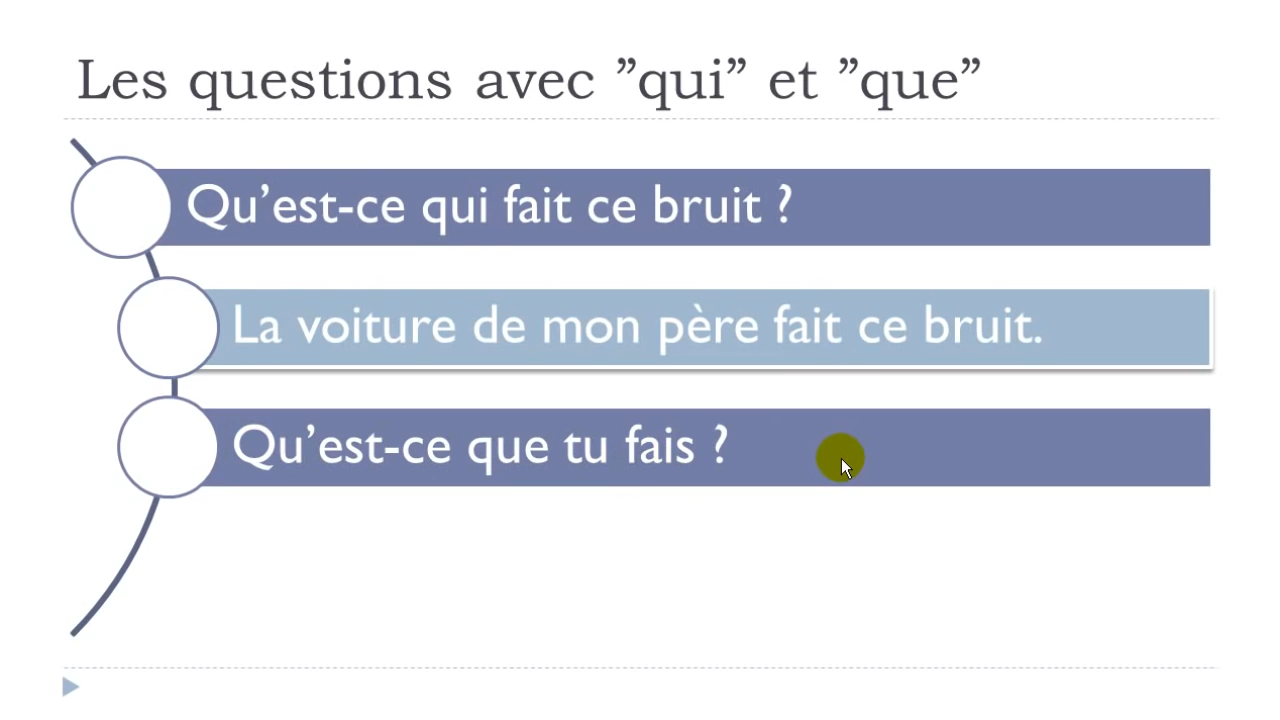 Les questions avec ”qui” et ”que”
Qu’est-ce qui fait ce bruit ?
La voiture de mon père fait ce bruit.
Qu’est-ce que tu fais ?